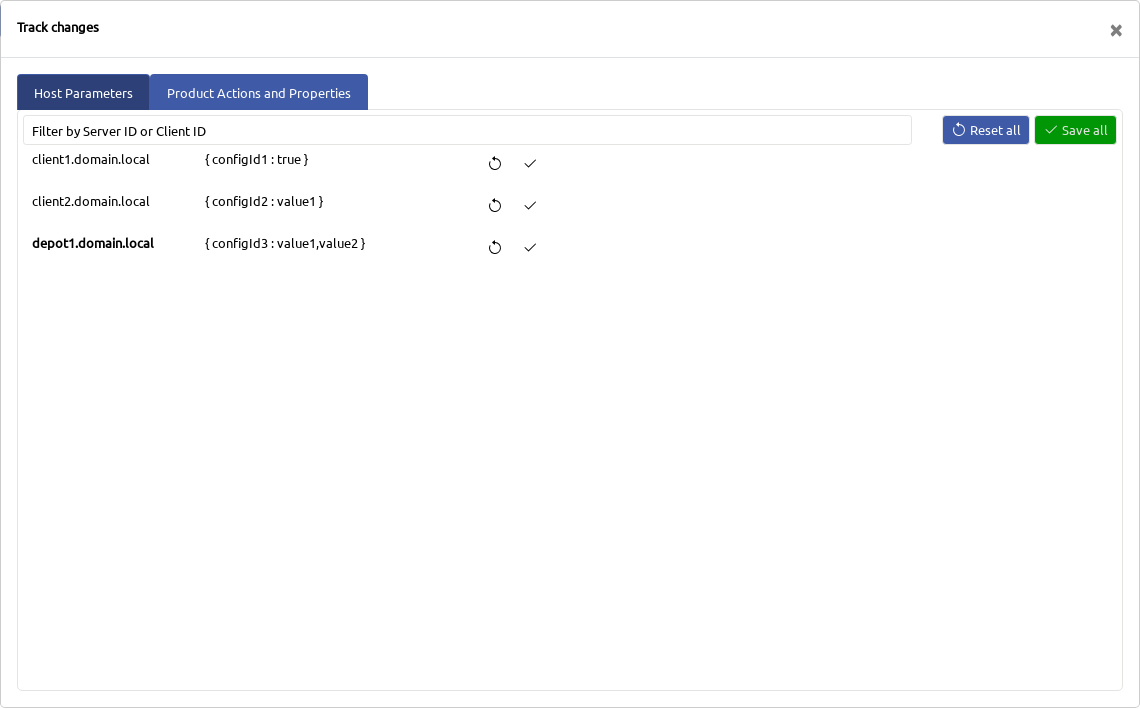 Track changes
Host Parameters
Product Actions and Properties
Filter by Server ID or Client ID
Reset all
Save all
client1.domain.local { configId1 : true }
client2.domain.local { configId2 : value1 }
depot1.domain.local { configId3 : value1,value2 }